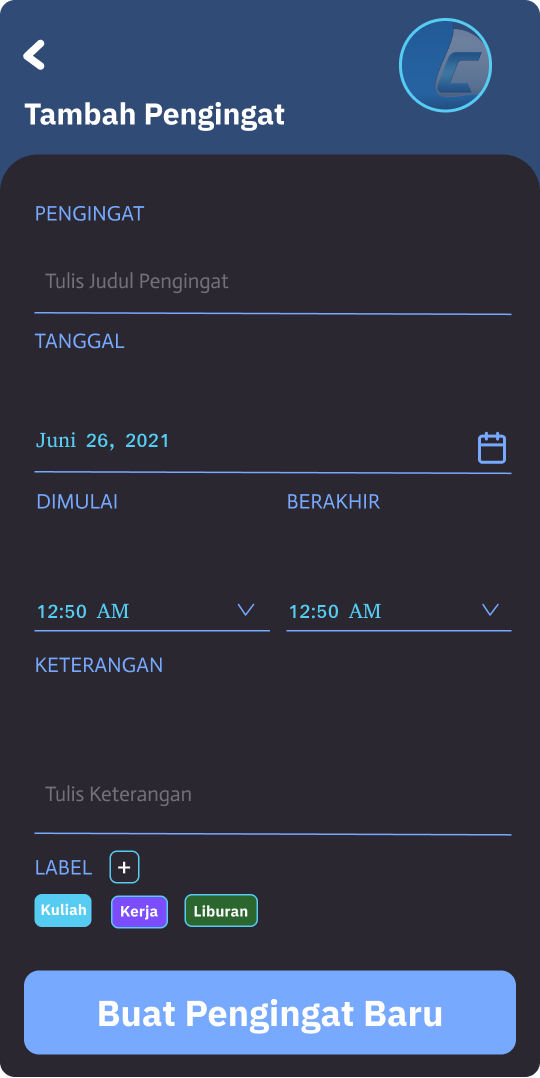 Tambah Pengingat
PENGINGAT
Tulis Judul Pengingat
TANGGAL
Juni 26, 2021
DIMULAI BERAKHIR
12:50 AM 12:50 AM
KETERANGAN
Tulis Keterangan
LABEL +
Kuliah Kerja Liburan
Buat Pengingat Baru